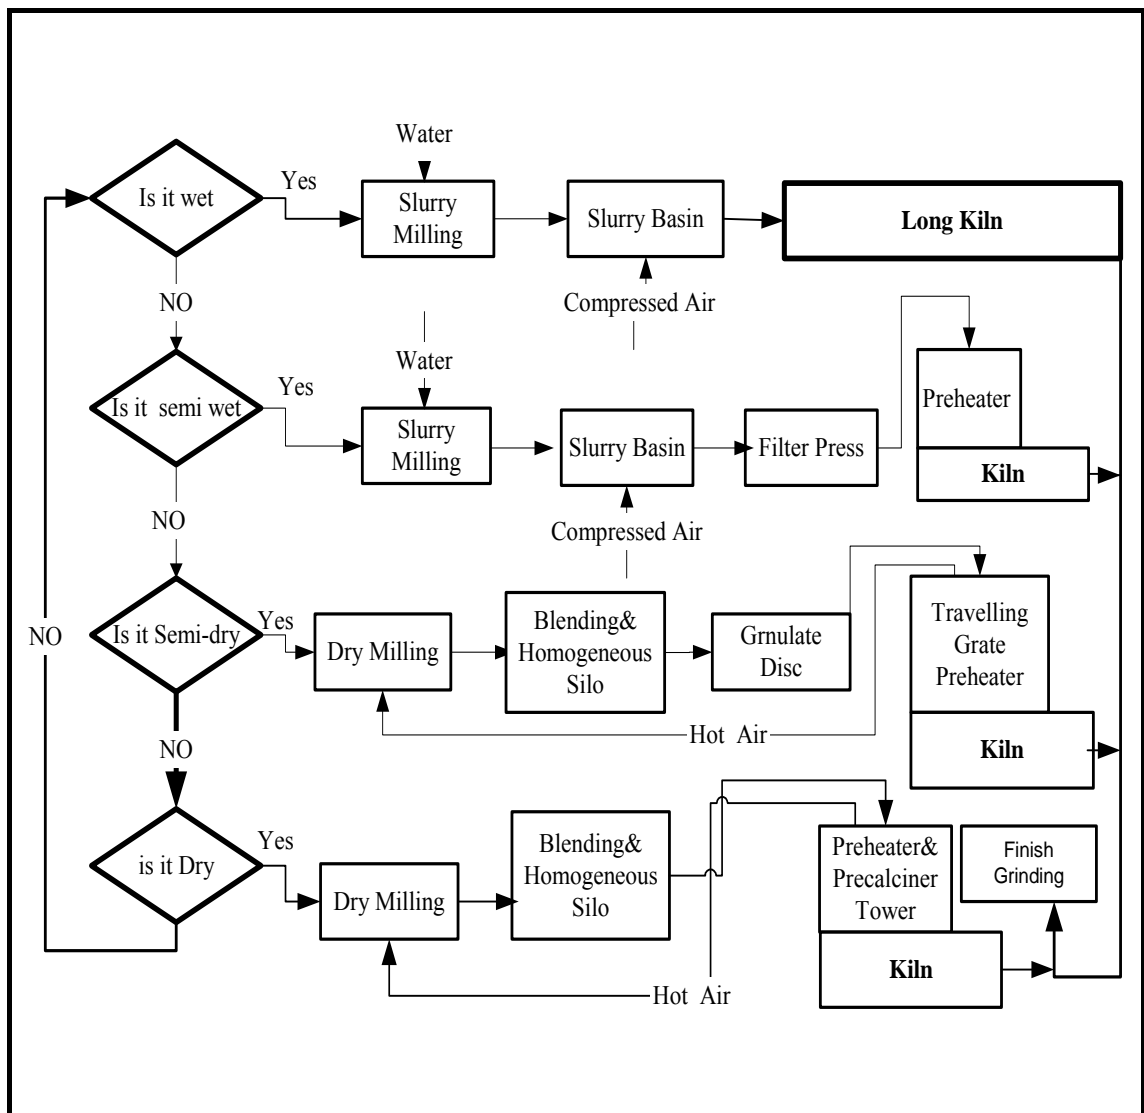 Water
Is it wet
Yes
Slurry
Milling
Slurry Basin
Long Kiln
NO
Compressed Air
Water
Is it semi wet
Yes
Slurry
Milling
Slurry Basin
Filter Press
Preheater
Kiln
NO
Compressed Air
NO
Is it Semi-dry
Yes
Dry Milling
Blending&
Homogeneous
Silo
Grnulate
Disc
Travelling
Grate
Preheater
Kiln
Hot Air
NO
is it Dry
Yes
Dry Milling
Blending&
Homogeneous
Silo
Preheater&
Precalciner
Tower
Kiln
Finish
Grinding
Hot Air